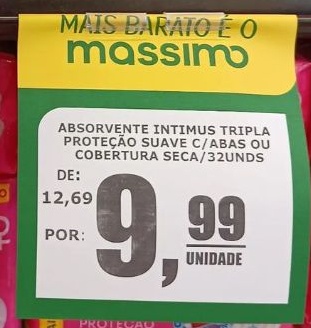 MAIS BARATO É O
massimo
ABSORVENTE INTIMUS TRIPLA
PROTEÇÃO SUAVE C/ABAS OU
COBERTURA SECA/32UNDS
DE:
12,69
POR:
9,99
UNIDADE
PROTEÇÃO